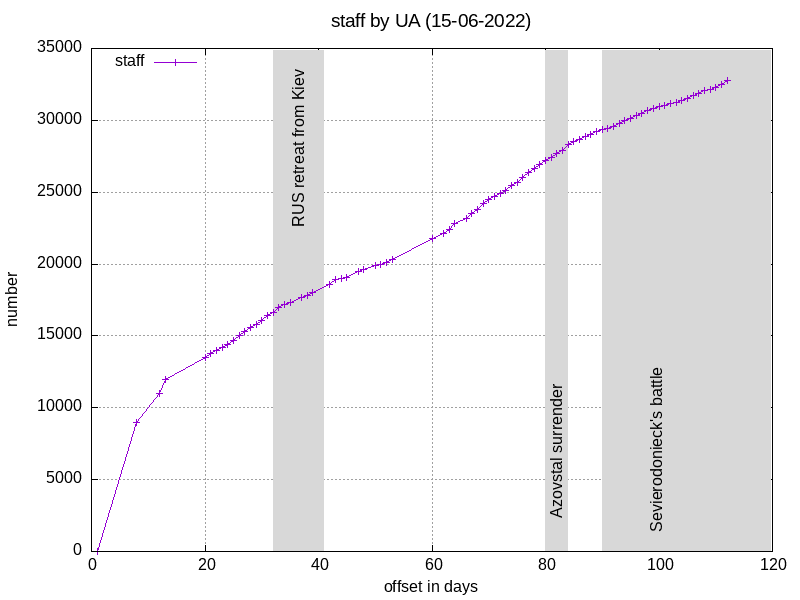 staff by UA (15-06-2022)
35000
staff
30000
25000
20000
15000
10000
5000
0
number
RUS retreat from Kiev
Azovstal surrender
Sevierodonieck's battle
0
20
40
60
80
100
120
offset in days